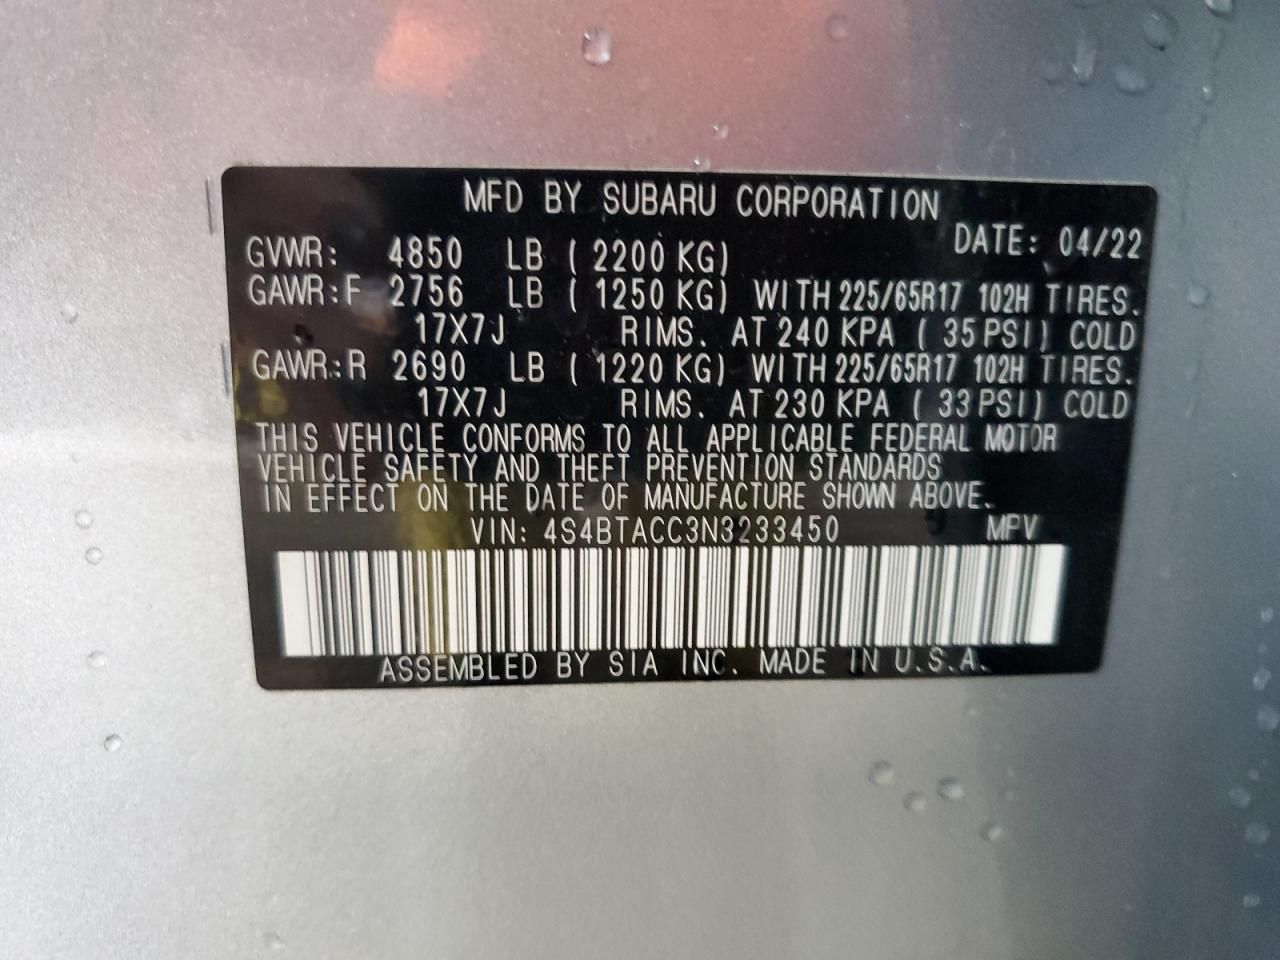 MFD BY SUBARU CORPORATION
DATE: 04/22
GVWR: 4850 LB ( 2200 KG)
GAWR:F 2756 LB ( 1250 KG) WITH 225/65R17 102H TIRES.
17X7J RIMS. AT 240 KPA ( 35 PSI) COLD
GAWR:R 2690 LB ( 1220 KG) WITH 225/65R17 102H TIRES.
17X7J RIMS. AT 230 KPA ( 33 PSI) COLD
THIS VEHICLE CONFORMS TO ALL APPLICABLE FEDERAL MOTOR
VEHICLE SAFETY AND THEFT PREVENTION STANDARDS
IN EFFECT ON THE DATE OF MANUFACTURE SHOWN ABOVE.
VIN: 4S4BTACC3N3233450 MPV
ASSEMBLED BY SIA INC. MADE IN U.S.A.